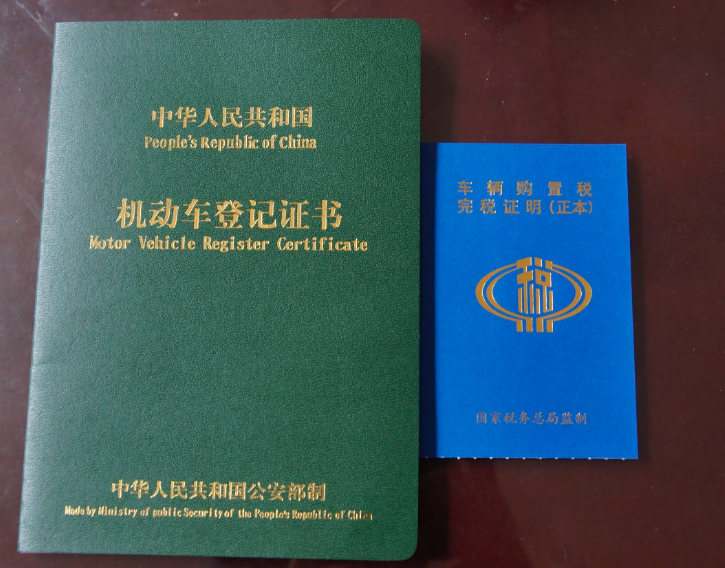 中华人民共和国
People's Republic of China
机动车登记证书
Motor Vehicle Register Certificate
中华人民共和国公安部制
Made by Ministry of public Security of the People's Republic of China
车辆购置税
完税证明(正本)
税
国家税务总局监制